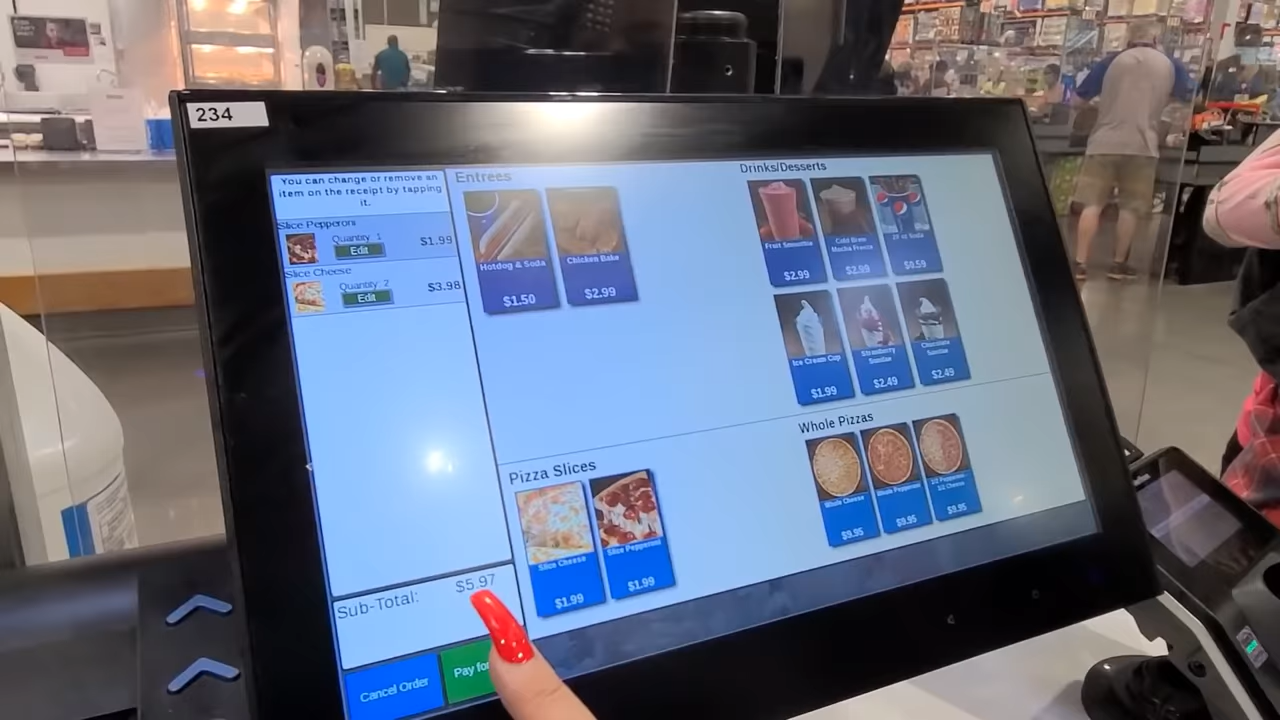 234
You can change or remove an
item on the receipt by tapping
it.
Slice Pepperoni
Quantity: 1
Edit
$1.99
Slice Cheese
Quantity: 2
Edit
$3.98
Sub-Total:
$5.97
Cancel Order
Pay for
Entrees
Hotdog & Soda
$1.50
Chicken Bake
$2.99
Drinks/Desserts
Fruit Smoothie
$2.99
Cold Brew
Mocha Freeze
$2.99
20 oz Soda
$0.59
Ice Cream Cup
$1.99
Strawberry
Sundae
$2.49
Chocolate
Sundae
$2.49
Pizza Slices
Slice Cheese
$1.99
Slice Pepperoni
$1.99
Whole Pizzas
Whole Cheese
$9.95
Whole Pepperoni
$9.95
1/2 Pepperoni
1/2 Cheese
$9.95